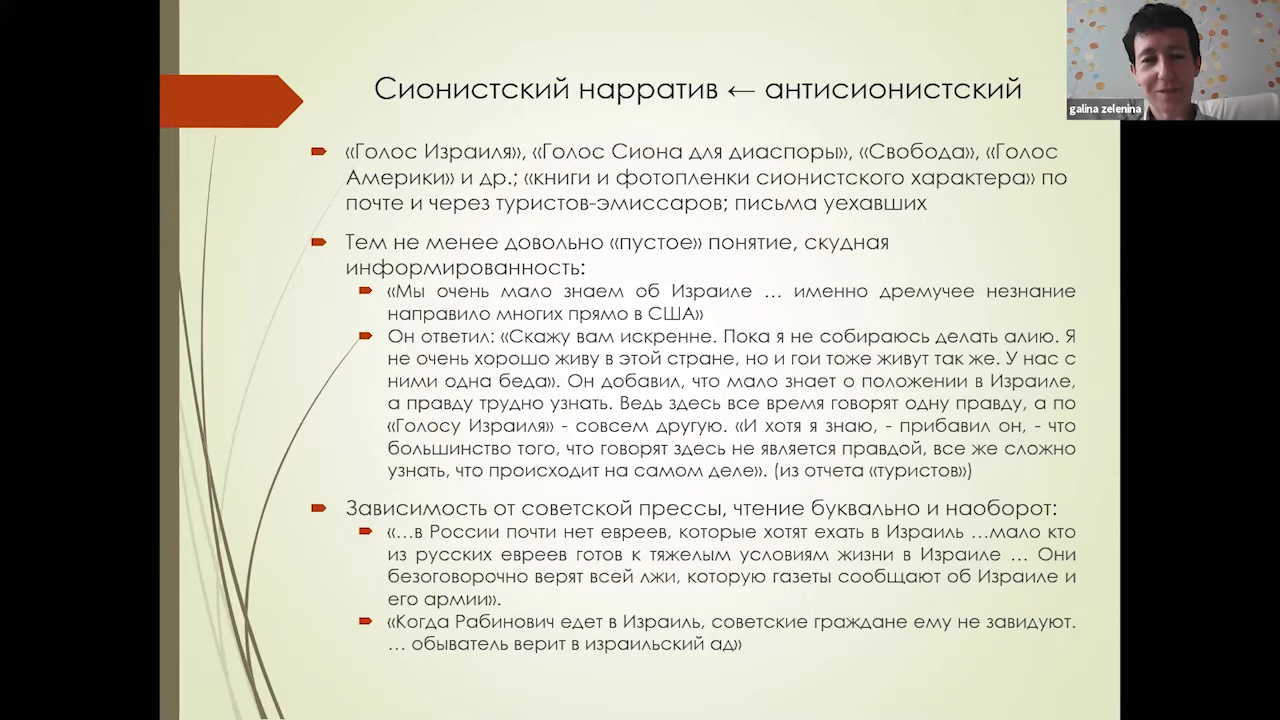 Сионистский нарратив ← антисионистский
galina zelenina
«Голос Израиля», «Голос Сиона для диаспоры», «Свобода», «Голос
Америки» и др.; «книги и фотопленки сионистского характера» по
почте и через туристов-эмиссаров; письма уехавших
Тем не менее довольно «пустое» понятие, скудная
информированность:
«Мы очень мало знаем об Израиле … именно дремучее незнание
направило многих прямо в США»
Он ответил: «Скажу вам искренне. Пока я не собираюсь делать алию. Я
не очень хорошо живу в этой стране, но и гои тоже живут так же. У нас с
ними одна беда». Он добавил, что мало знает о положении в Израиле,
а правду трудно узнать. Ведь здесь все время говорят одну правду, а по
«Голосу Израиля» - совсем другую. «И хотя я знаю, - прибавил он, - что
большинство того, что говорят здесь не является правдой, все же сложно
узнать, что происходит на самом деле». (из отчета «туристов»)
Зависимость от советской прессы, чтение буквально и наоборот:
«…в России почти нет евреев, которые хотят ехать в Израиль …мало кто
из русских евреев готов к тяжелым условиям жизни в Израиле … Они
безоговорочно верят всей лжи, которую газеты сообщают об Израиле и
его армии».
«Когда Рабинович едет в Израиль, советские граждане ему не завидуют.
… обыватель верит в израильский ад»